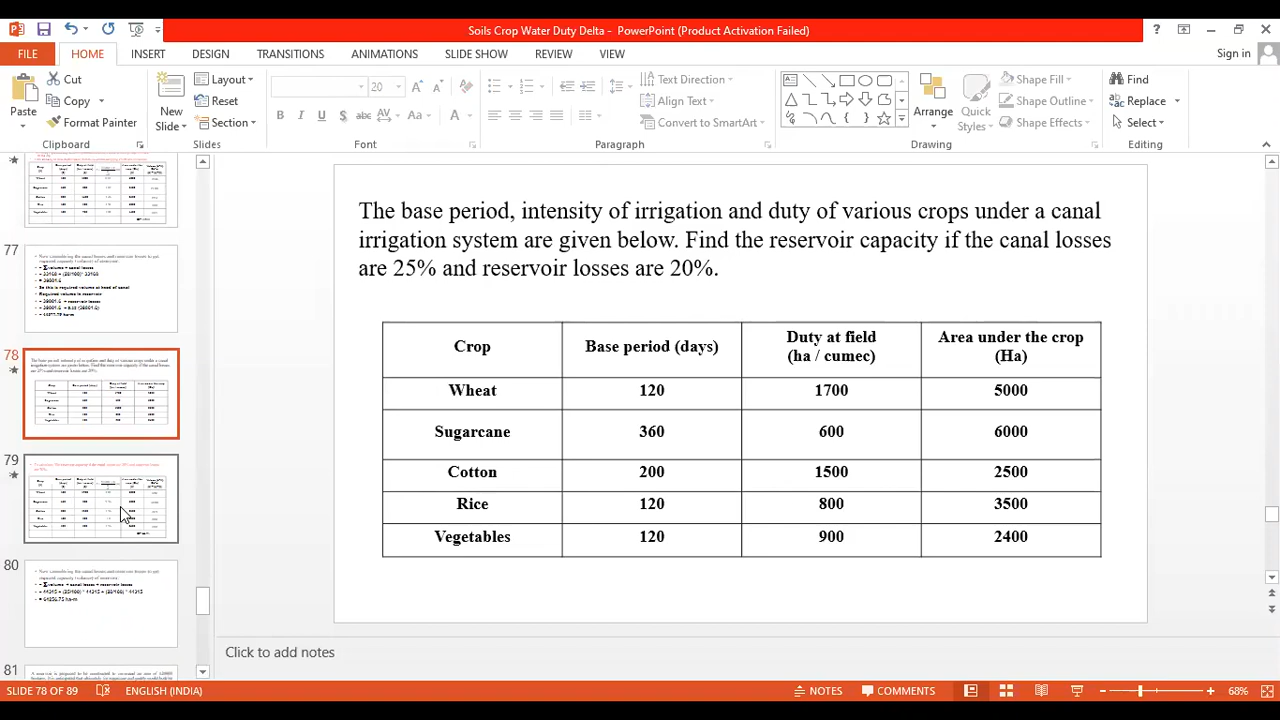 Soils Crop Water Duty Delta - PowerPoint (Product Activation Failed)
FILE HOME INSERT DESIGN TRANSITIONS ANIMATIONS SLIDE SHOW REVIEW VIEW Sign in
Cut
Copy
Format Painter
Paste
Clipboard
New
Slide
Layout
Reset
Section
Slides
20
Font
Text Direction
Align Text
Convert to SmartArt
Paragraph
Arrange
Quick
Styles
Shape Fill
Shape Outline
Shape Effects
Drawing
Find
Replace
Select
Editing
77
78
79
80
81
The base period, intensity of irrigation and duty of various crops under a canal
irrigation system are given below. Find the reservoir capacity if the canal losses
are 25% and reservoir losses are 20%.
Crop Base period (days) Duty at field (ha / cumec) Area under the crop (Ha)
Wheat 120 1700 5000
Sugarcane 360 600 6000
Cotton 200 1500 2500
Rice 120 800 3500
Vegetables 120 900 2400
Click to add notes
SLIDE 78 OF 89 ENGLISH (INDIA) NOTES COMMENTS 68%